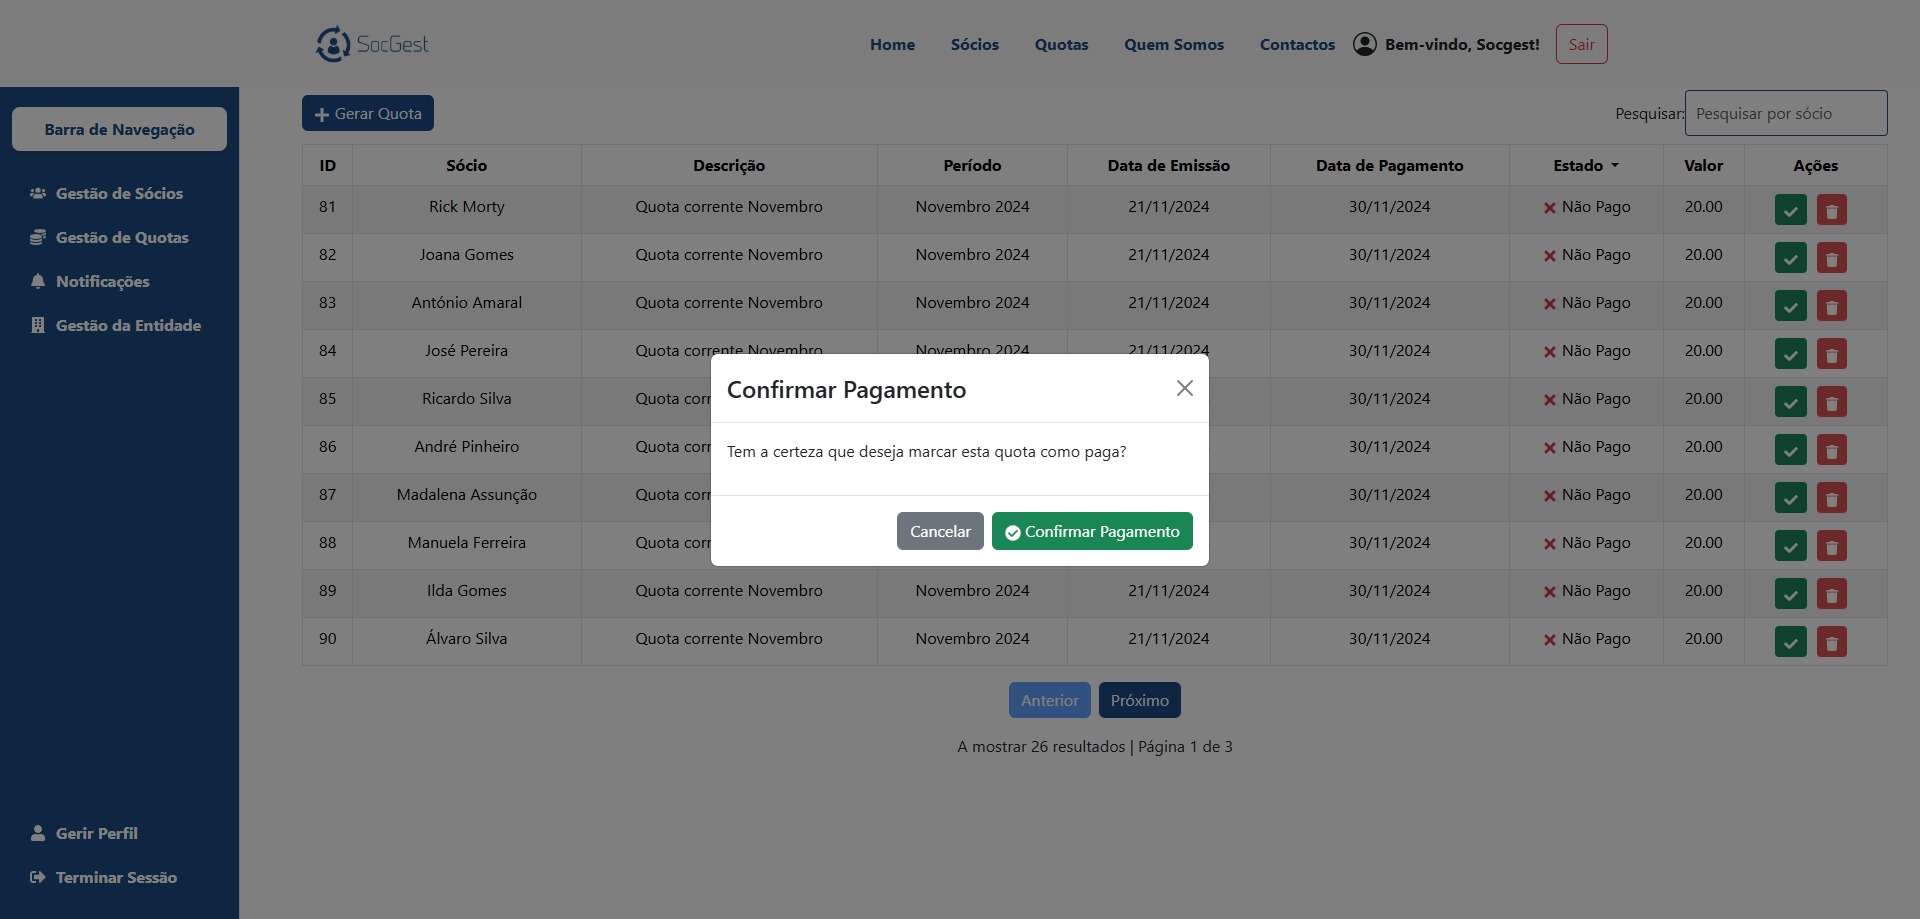 SocGest
Home Sócios Quotas Quem Somos Contactos Bem-vindo, Socgest! Sair
Barra de Navegação
Gestão de Sócios
Gestão de Quotas
Notificações
Gestão da Entidade
Gerir Perfil
Terminar Sessão
Gerar Quota Pesquisar: Pesquisar por sócio
ID Sócio Descrição Período Data de Emissão Data de Pagamento Estado Valor Ações
81 Rick Morty Quota corrente Novembro Novembro 2024 21/11/2024 30/11/2024 Não Pago 20.00
82 Joana Gomes Quota corrente Novembro Novembro 2024 21/11/2024 30/11/2024 Não Pago 20.00
83 António Amaral Quota corrente Novembro Novembro 2024 21/11/2024 30/11/2024 Não Pago 20.00
84 José Pereira Quota corrente Novembro Novembro 2024 21/11/2024 30/11/2024 Não Pago 20.00
85 Ricardo Silva Quota corr 30/11/2024 Não Pago 20.00
86 André Pinheiro Quota corr 30/11/2024 Não Pago 20.00
87 Madalena Assunção Quota corr 30/11/2024 Não Pago 20.00
88 Manuela Ferreira Quota corr 30/11/2024 Não Pago 20.00
89 Ilda Gomes Quota corrente Novembro Novembro 2024 21/11/2024 30/11/2024 Não Pago 20.00
90 Álvaro Silva Quota corrente Novembro Novembro 2024 21/11/2024 30/11/2024 Não Pago 20.00
Confirmar Pagamento
Tem a certeza que deseja marcar esta quota como paga?
Cancelar Confirmar Pagamento
Anterior Próximo
A mostrar 26 resultados | Página 1 de 3